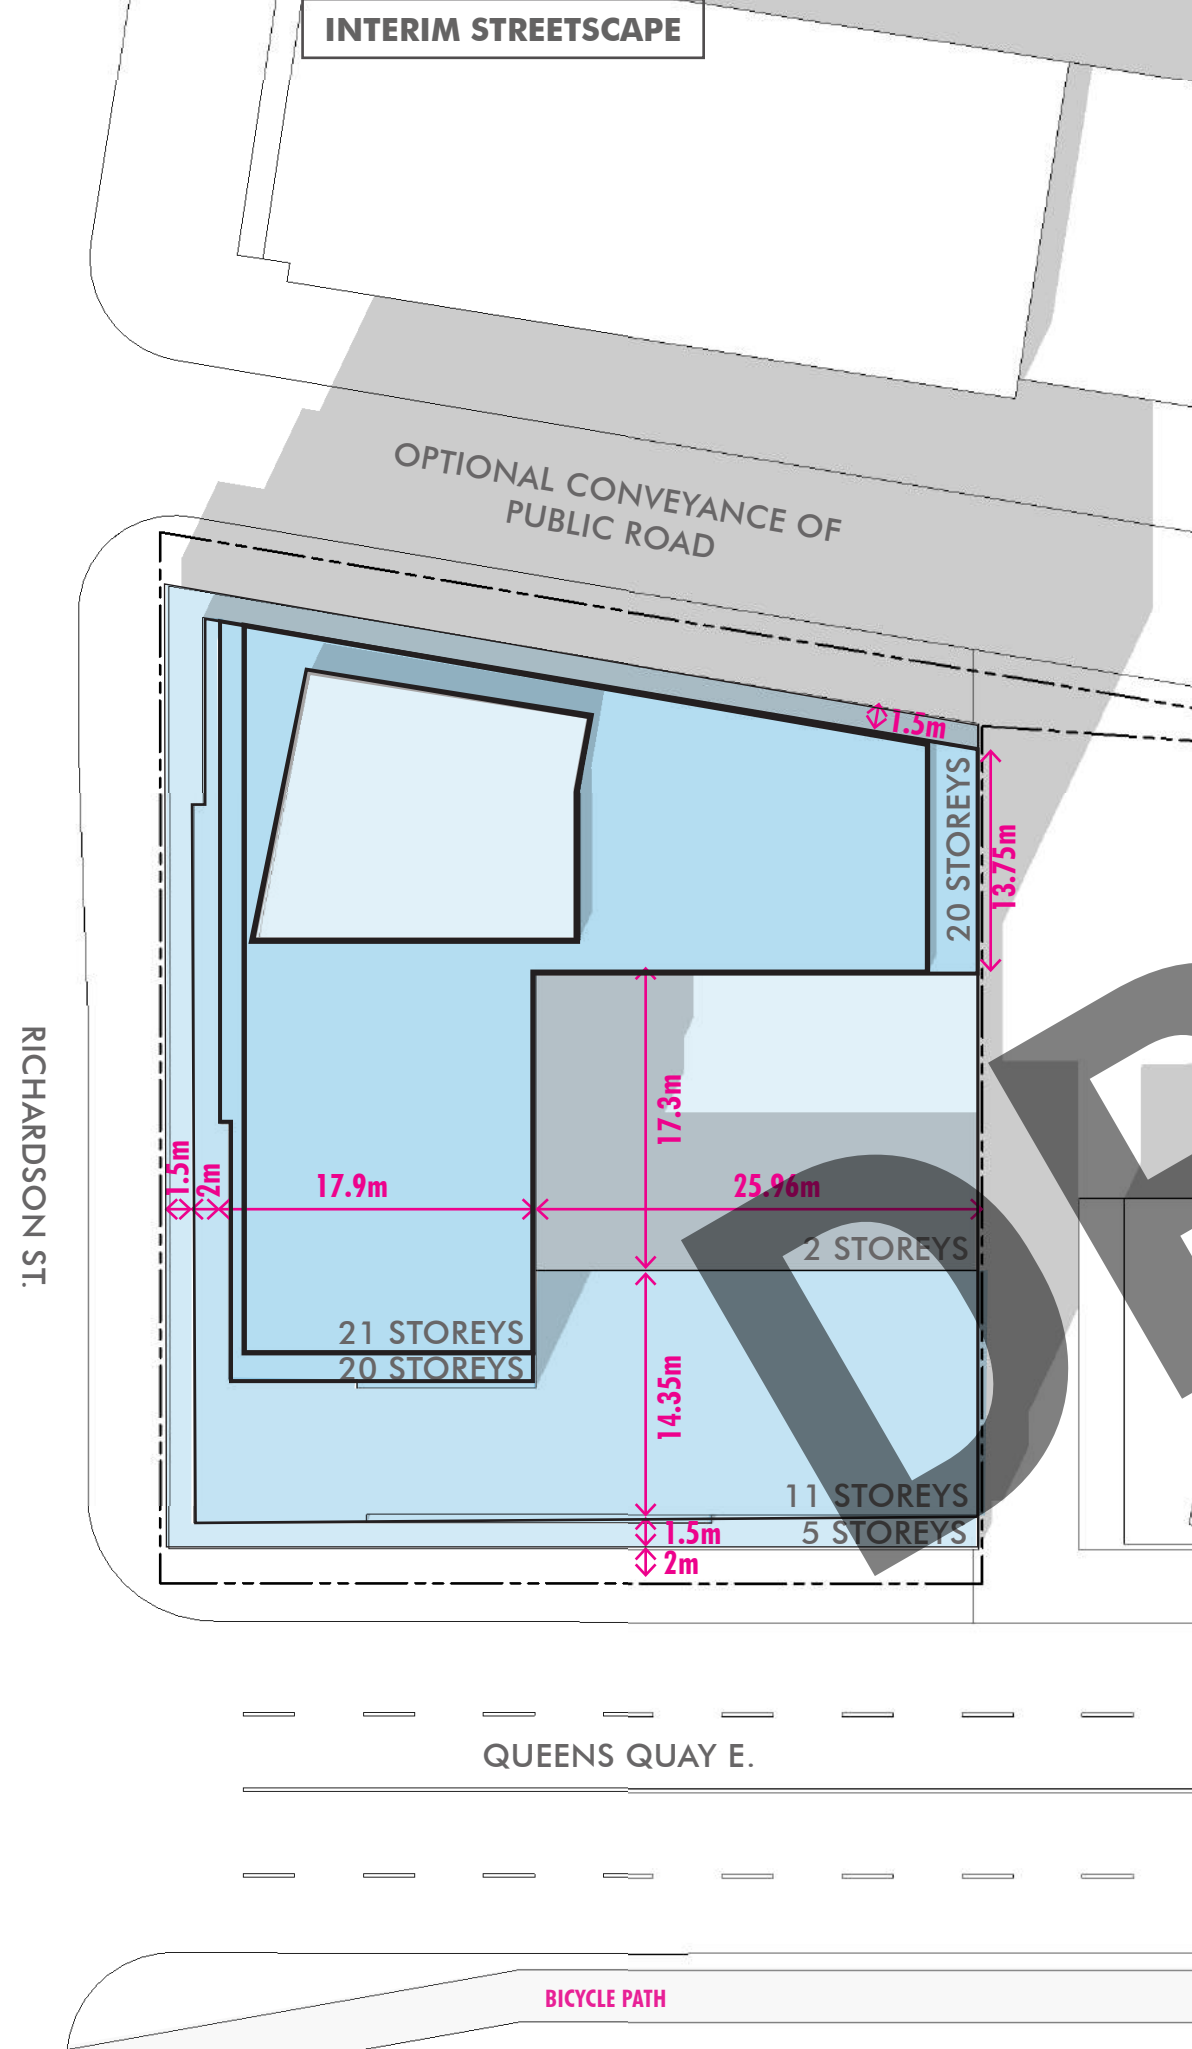 INTERIM STREETSCAPE
OPTIONAL CONVEYANCE OF
PUBLIC ROAD
1.5m
20 STOREYS
13.75m
RICHARDSON ST.
17.3m
1.5m
2m
17.9m
25.96m
2 STOREYS
21 STOREYS
20 STOREYS
14.35m
11 STOREYS
1.5m
5 STOREYS
2m
QUEENS QUAY E.
BICYCLE PATH